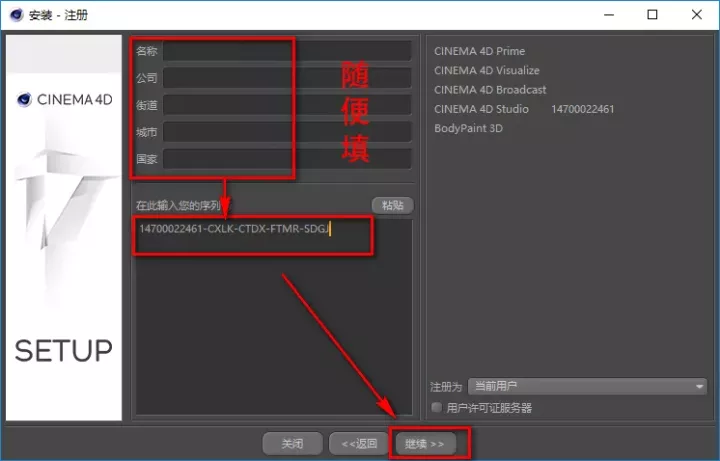 安装 - 注册
CINEMA 4D
SETUP
名称
公司
街道
城市
国家
随便填
在此输入您的序列
粘贴
14700022461-CXLK-CTDX-FTMR-SDGJ
CINEMA 4D Prime
CINEMA 4D Visualize
CINEMA 4D Broadcast
CINEMA 4D Studio 14700022461
BodyPaint 3D
注册为 当前用户
用户许可证服务器
关闭
<<返回
继续 >>